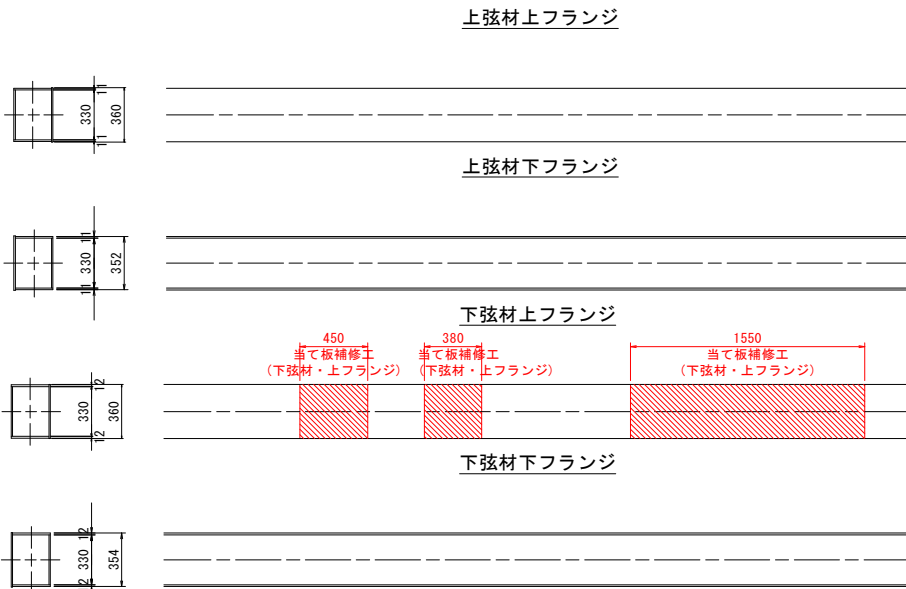 上弦材上フランジ
11
330
360
11
上弦材下フランジ
11
330
352
11
下弦材上フランジ
450
当て板補修工
(下弦材・上フランジ)
380
当て板補修工
(下弦材・上フランジ)
1550
当て板補修工
(下弦材・上フランジ)
12
330
360
12
下弦材下フランジ
12
330
354
12